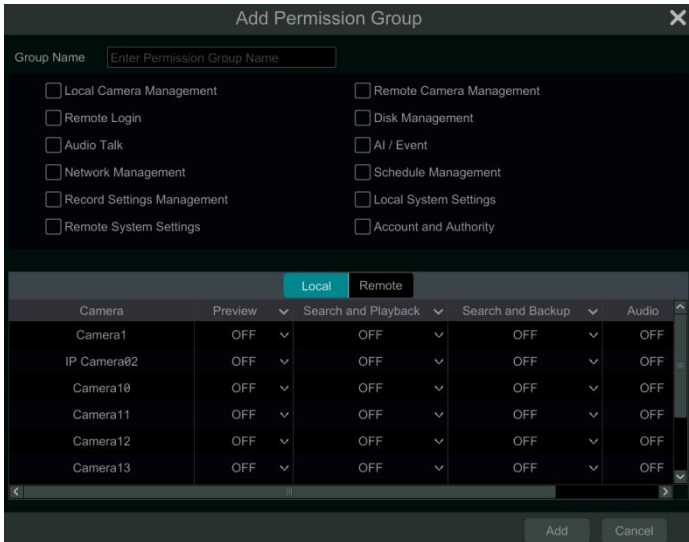 Add Permission Group
Group Name Enter Permission Group Name
Local Camera Management Remote Camera Management
Remote Login Disk Management
Audio Talk AI / Event
Network Management Schedule Management
Record Settings Management Local System Settings
Remote System Settings Account and Authority
Local Remote
Camera Preview Search and Playback Search and Backup Audio
Camera1 OFF OFF OFF OFF
IP Camera02 OFF OFF OFF OFF
Camera10 OFF OFF OFF OFF
Camera11 OFF OFF OFF OFF
Camera12 OFF OFF OFF OFF
Camera13 OFF OFF OFF OFF
Add Cancel